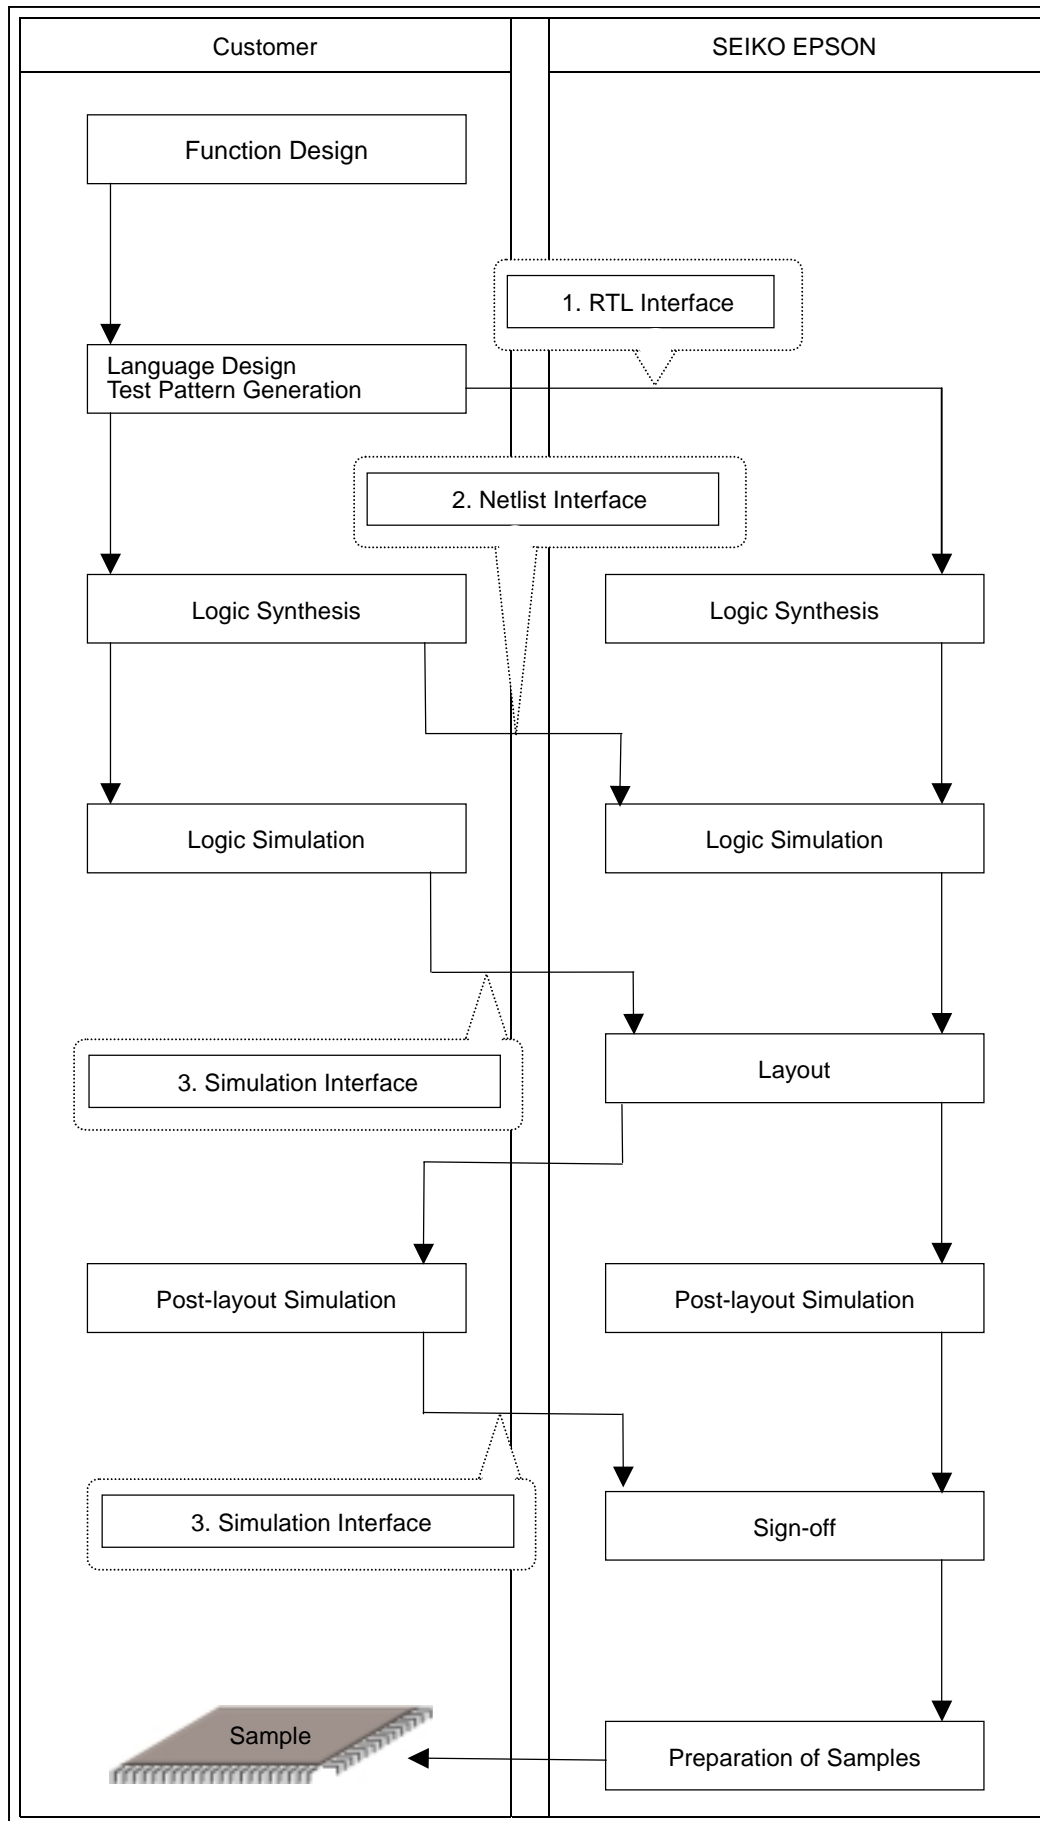 Customer
SEIKO EPSON
Function Design
1. RTL Interface
Language Design
Test Pattern Generation
2. Netlist Interface
Logic Synthesis
Logic Synthesis
Logic Simulation
Logic Simulation
Layout
3. Simulation Interface
Post-layout Simulation
Post-layout Simulation
3. Simulation Interface
Sign-off
Sample
Preparation of Samples